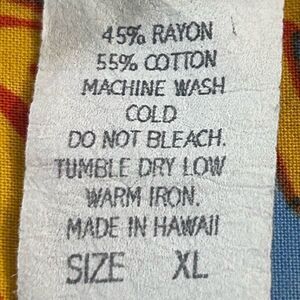 45% RAYON
55% COTTON
MACHINE WASH
COLD
DO NOT BLEACH.
TUMBLE DRY LOW
WARM IRON.
MADE IN HAWAII
SIZE XL